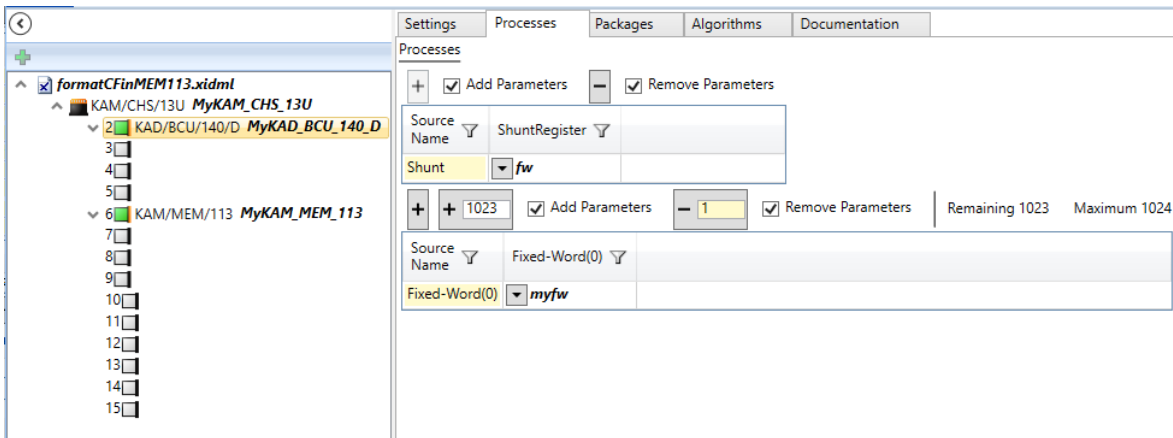 Settings Processes Packages Algorithms Documentation
Processes
Add Parameters Remove Parameters
Source Name ShuntRegister
Shunt fw
1023 Add Parameters 1 Remove Parameters Remaining 1023 Maximum 1024
Source Name Fixed-Word(0)
Fixed-Word(0) myfw
formatCFinMEM113.xidml
KAM/CHS/13U MyKAM_CHS_13U
2 KAD/BCU/140/D MyKAD_BCU_140_D
3
4
5
6 KAM/MEM/113 MyKAM_MEM_113
7
8
9
10
11
12
13
14
15